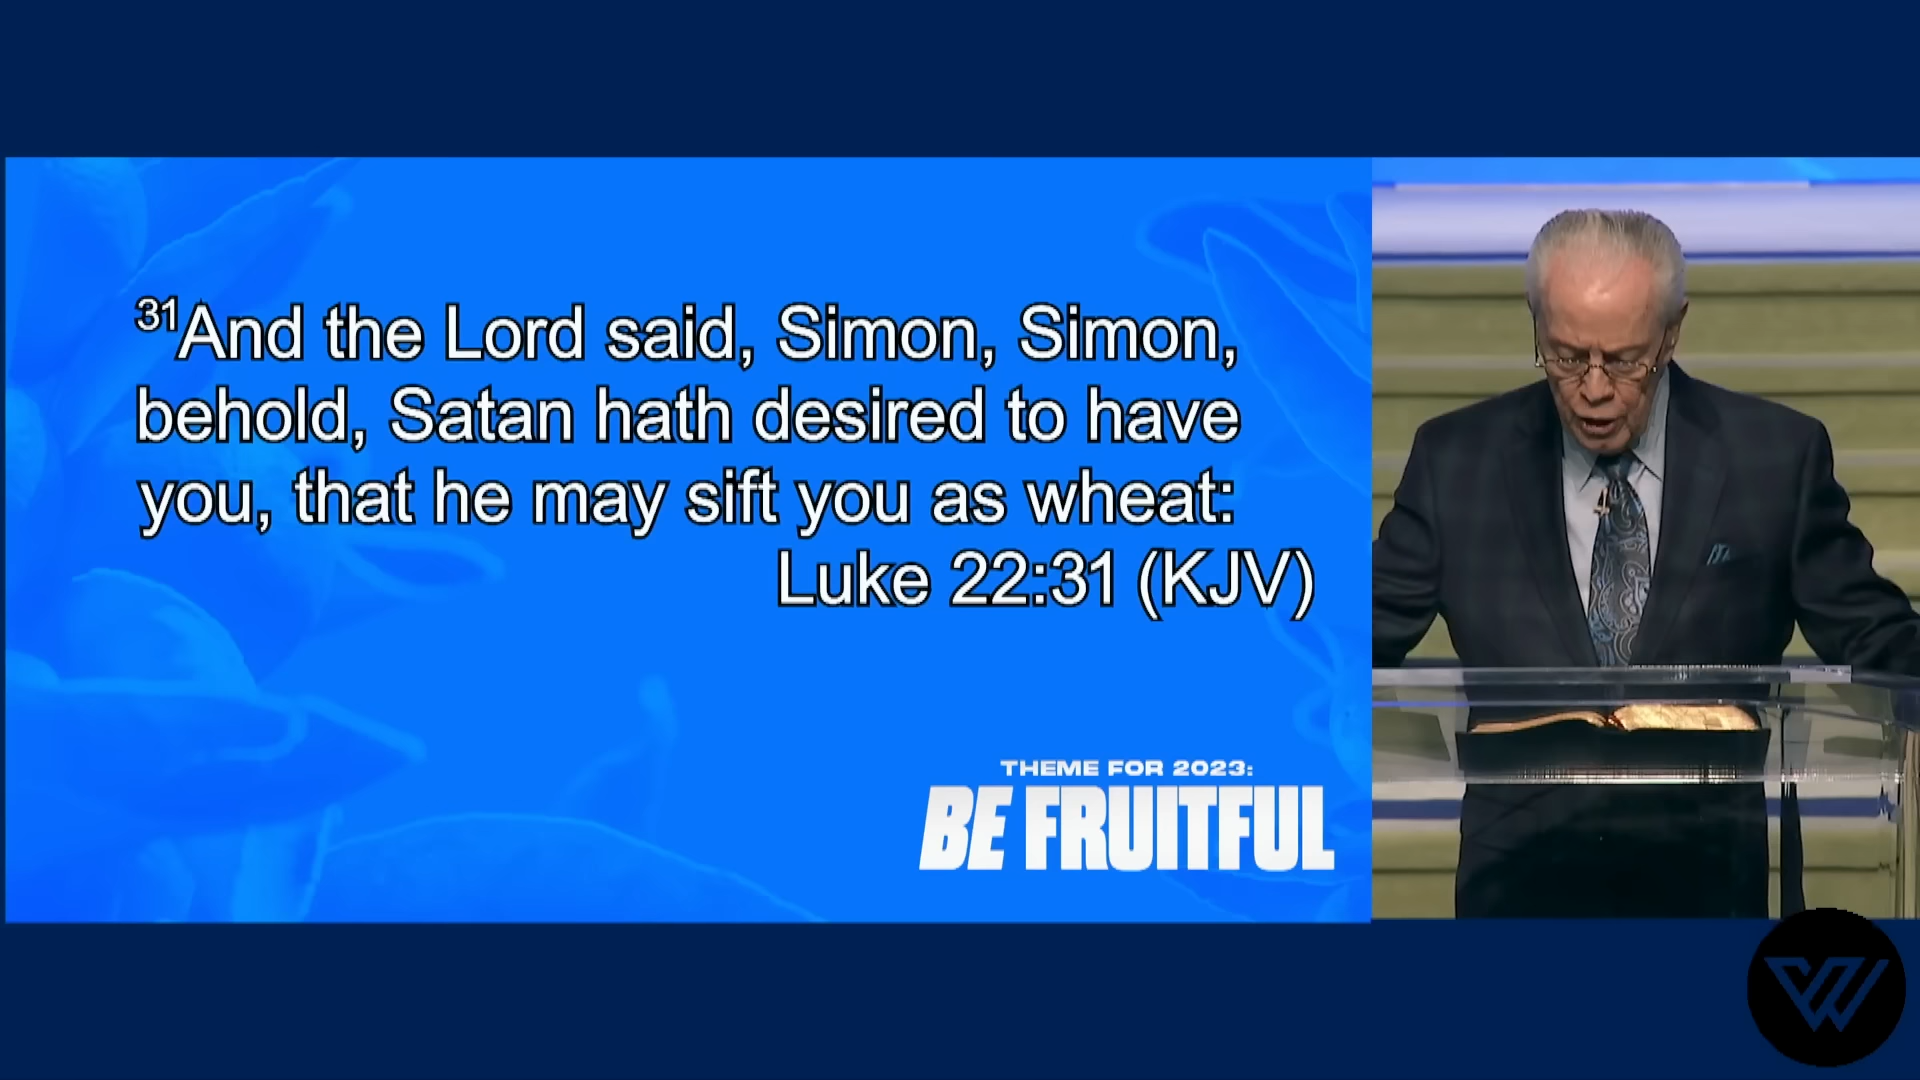 31And the Lord said, Simon, Simon,
behold, Satan hath desired to have
you, that he may sift you as wheat:
Luke 22:31 (KJV)
THEME FOR 2023:
BE FRUITFUL